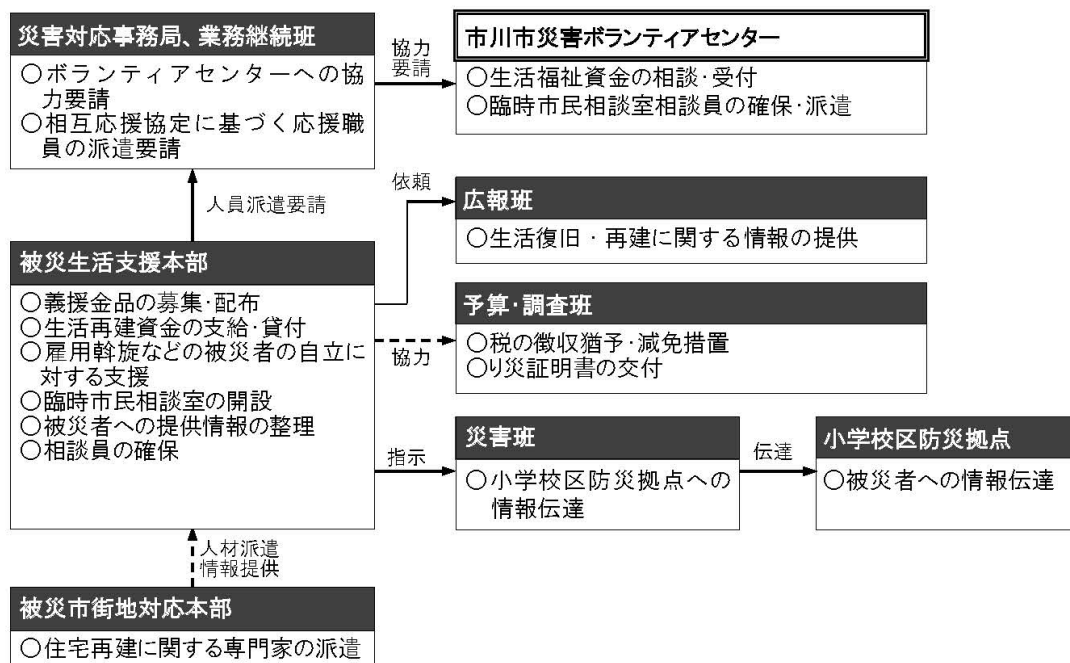 災害対応事務局、業務継続班
○ボランティアセンターへの協
力要請
○相互応援協定に基づく応援職
員の派遣要請
協力
要請
市川市災害ボランティアセンター
○生活福祉資金の相談・受付
○臨時市民相談室相談員の確保・派遣
人員派遣要請
依頼
広報班
○生活復旧・再建に関する情報の提供
被災生活支援本部
○義援金品の募集・配布
○生活再建資金の支給・貸付
○雇用斡旋などの被災者の自立に
対する支援
○臨時市民相談室の開設
○被災者への提供情報の整理
○相談員の確保
協力
予算・調査班
○税の徴収猶予・減免措置
○り災証明書の交付
指示
災害班
○小学校区防災拠点への
情報伝達
伝達
小学校区防災拠点
○被災者への情報伝達
人材派遣
情報提供
被災市街地対応本部
○住宅再建に関する専門家の派遣